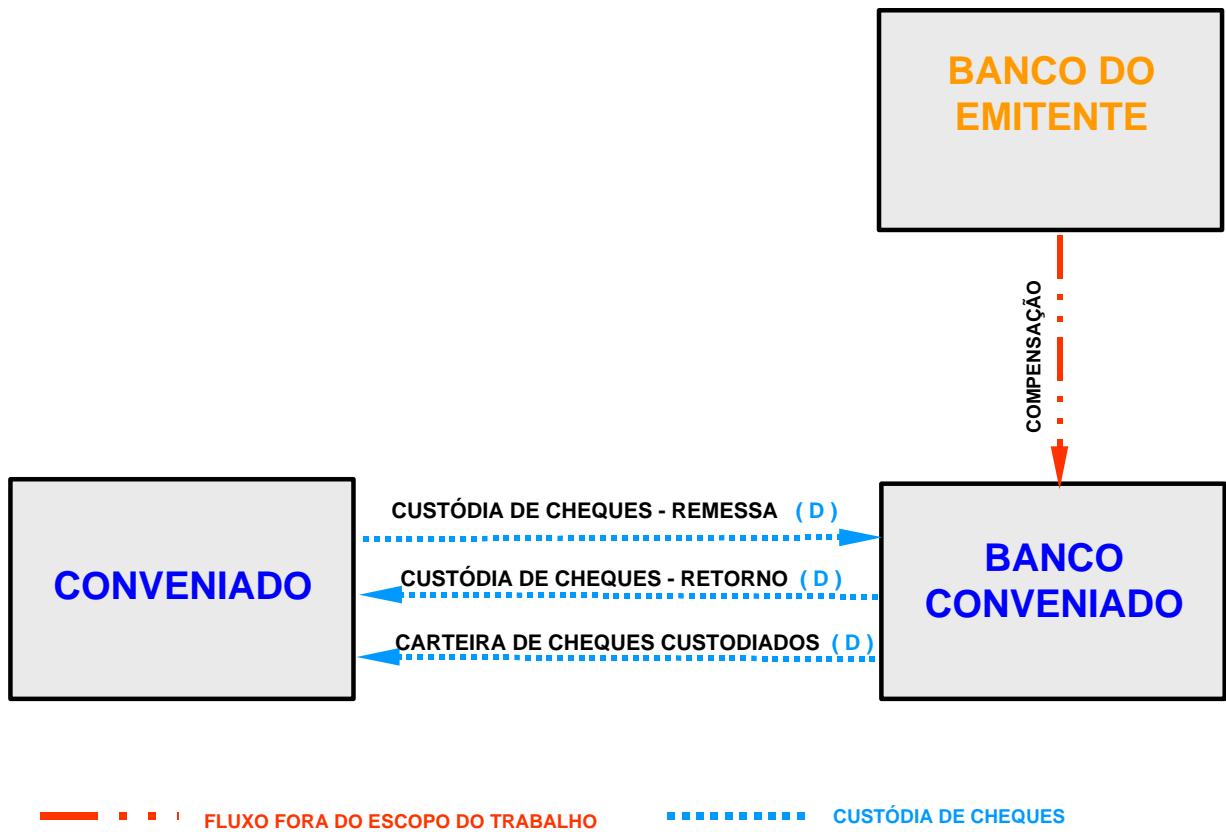 BANCO DO
EMITENTE
COMPENSAÇÃO
CONVENIADO
CUSTÓDIA DE CHEQUES - REMESSA ( D )
CUSTÓDIA DE CHEQUES - RETORNO ( D )
CARTEIRA DE CHEQUES CUSTODIADOS ( D )
BANCO
CONVENIADO
FLUXO FORA DO ESCOPO DO TRABALHO
CUSTÓDIA DE CHEQUES